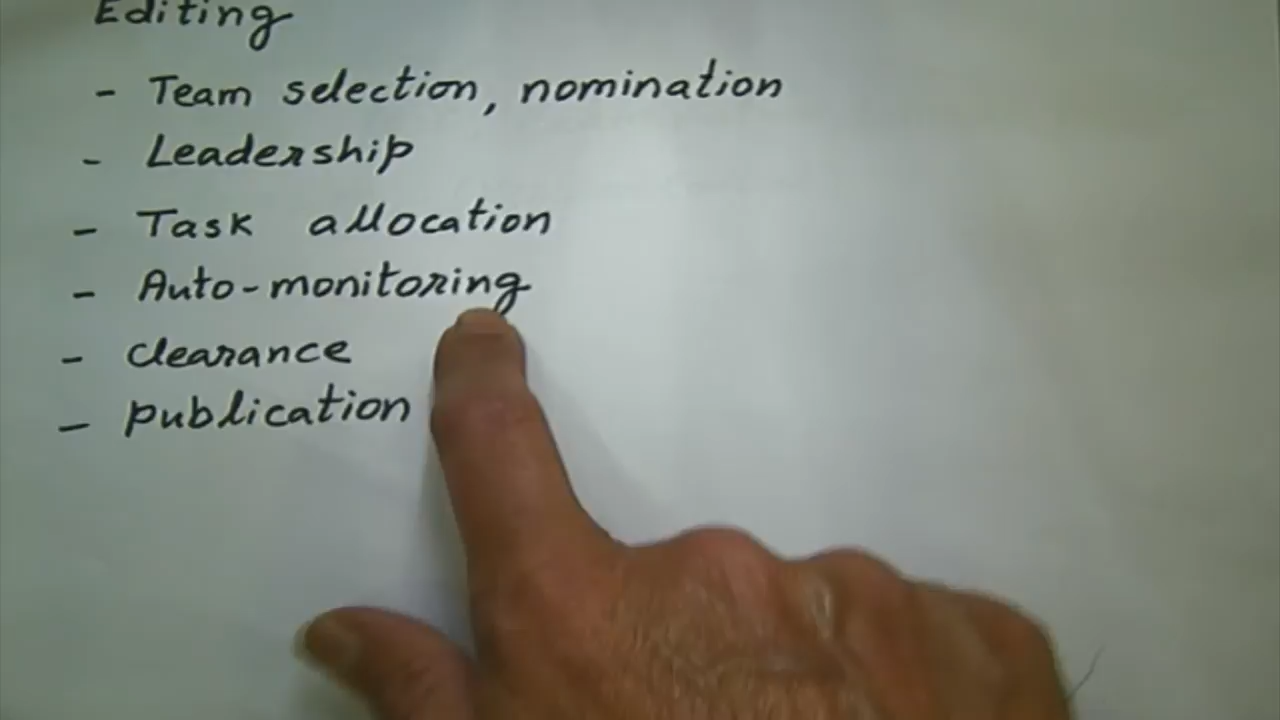 Editing
- Team selection, nomination
- Leadership
- Task allocation
- Auto-monitoring
- clearance
- publication